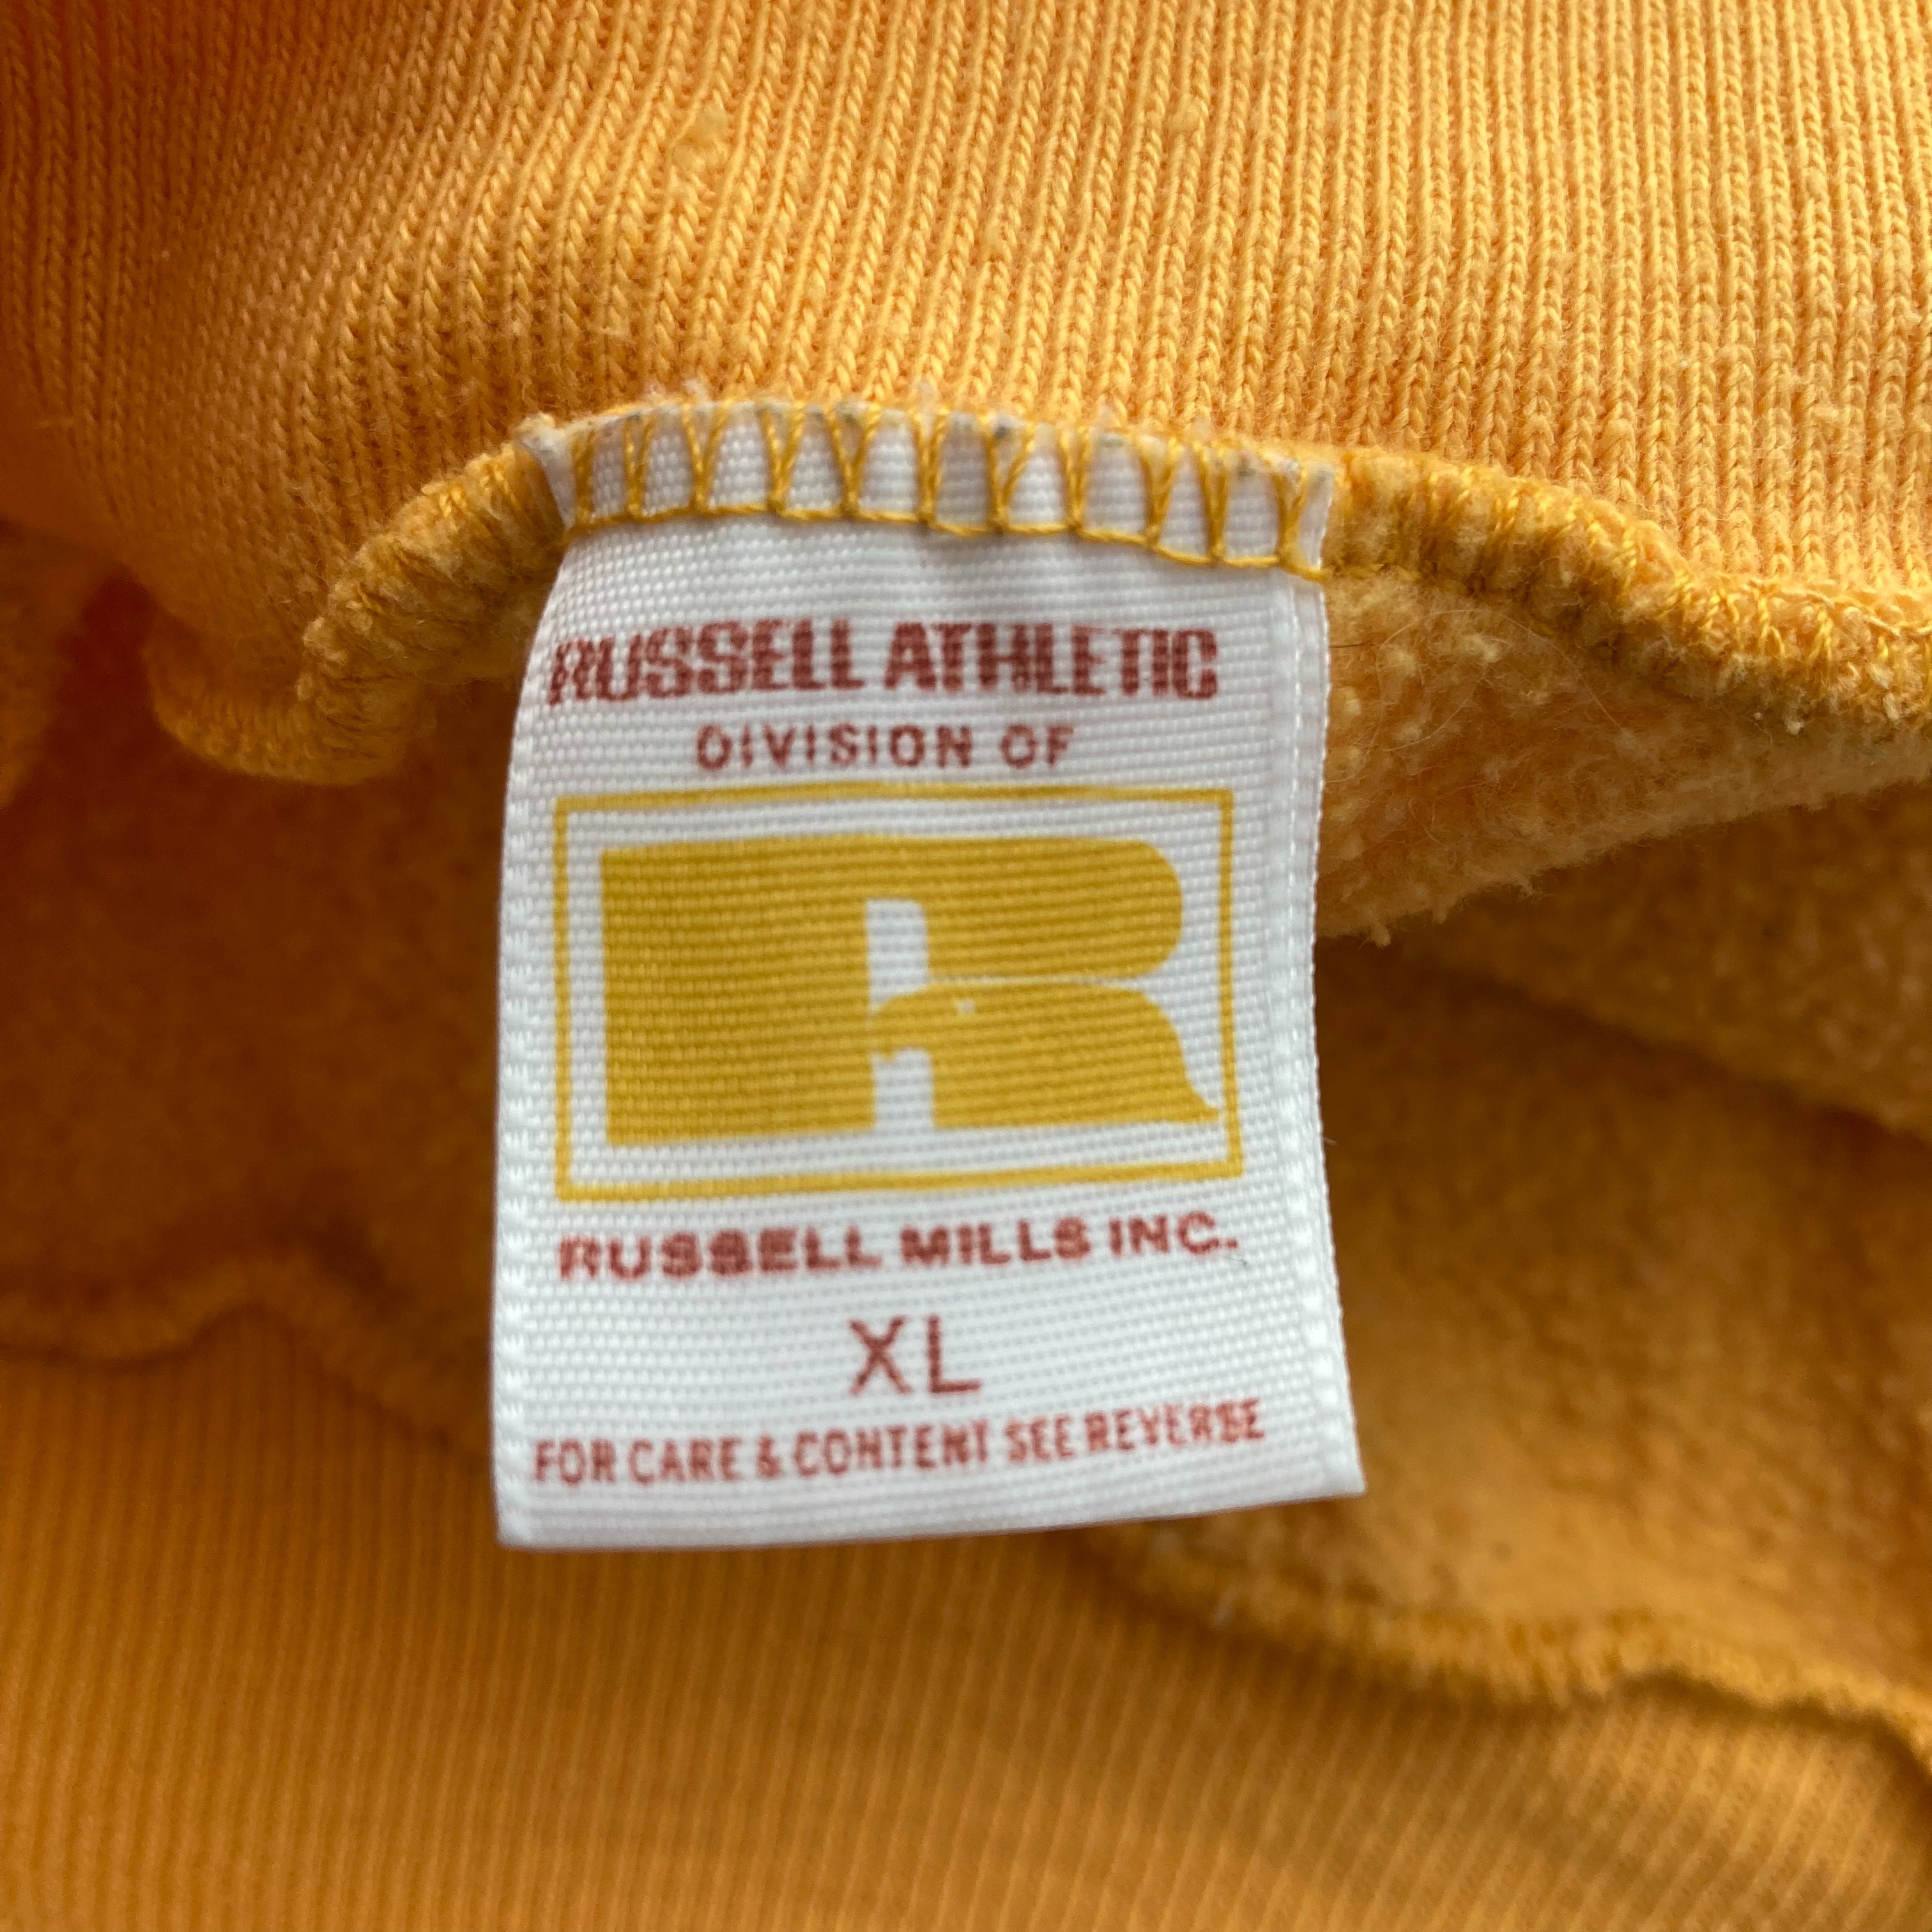 RUSSELL ATHLETIC
DIVISION OF
R
RUSSELL MILLS INC.
XL
FOR CARE & CONTENT SEE REVERSE